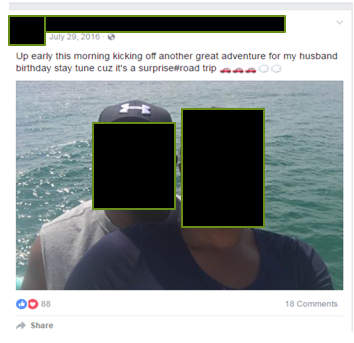 July 29, 2016
Up early this morning kicking off another great adventure for my husband
birthday stay tune cuz it's a surprise#road trip
88
18 Comments
Share